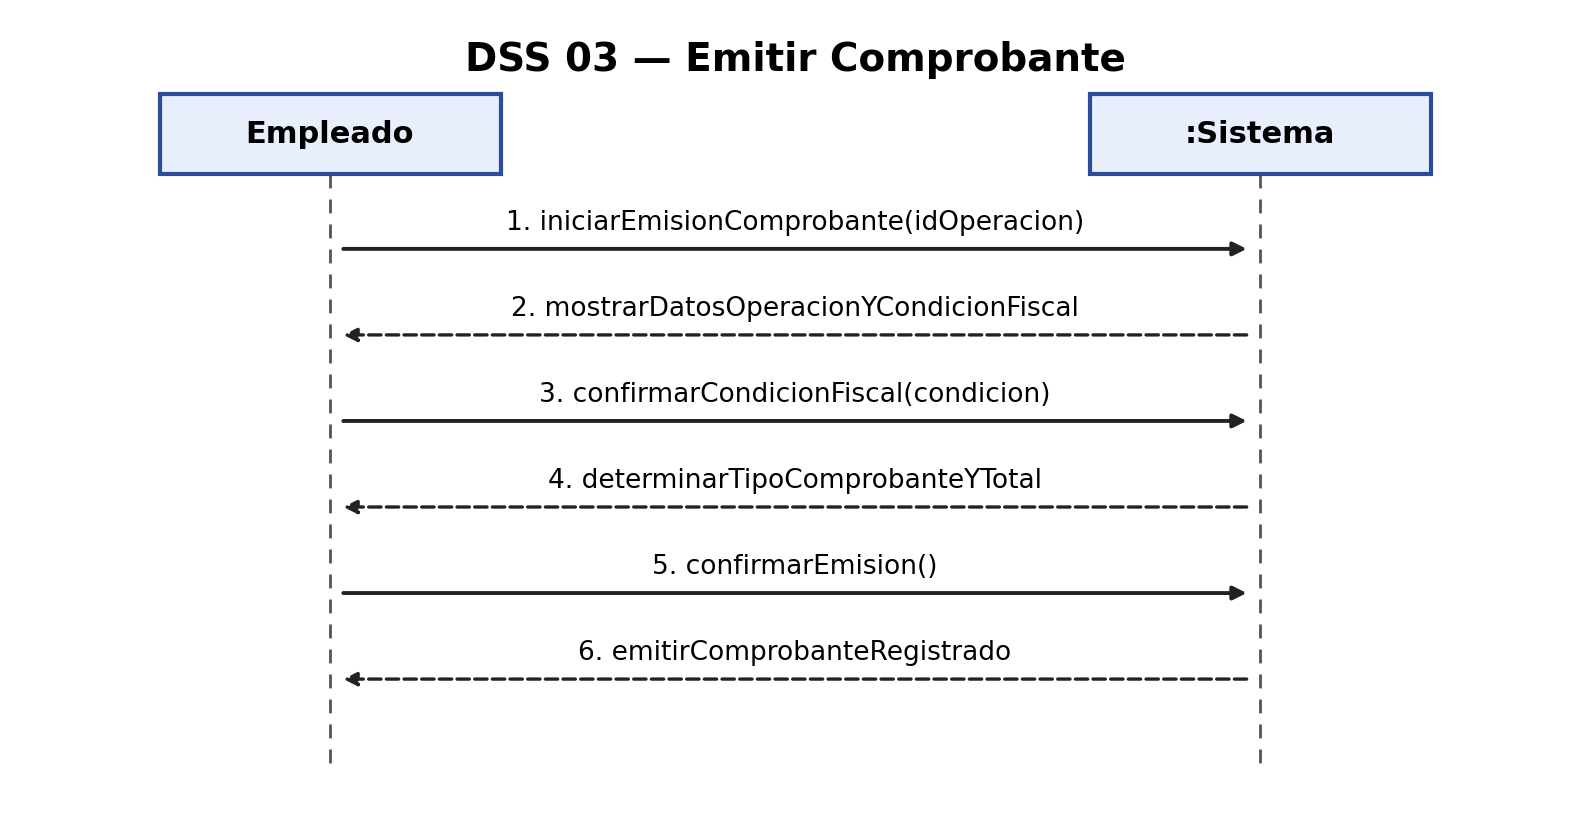 DSS 03 — Emitir Comprobante
Empleado
:Sistema
1. iniciarEmisionComprobante(idOperacion)
2. mostrarDatosOperacionYCondicionFiscal
3. confirmarCondicionFiscal(condicion)
4. determinarTipoComprobanteYTotal
5. confirmarEmision()
6. emitirComprobanteRegistrado